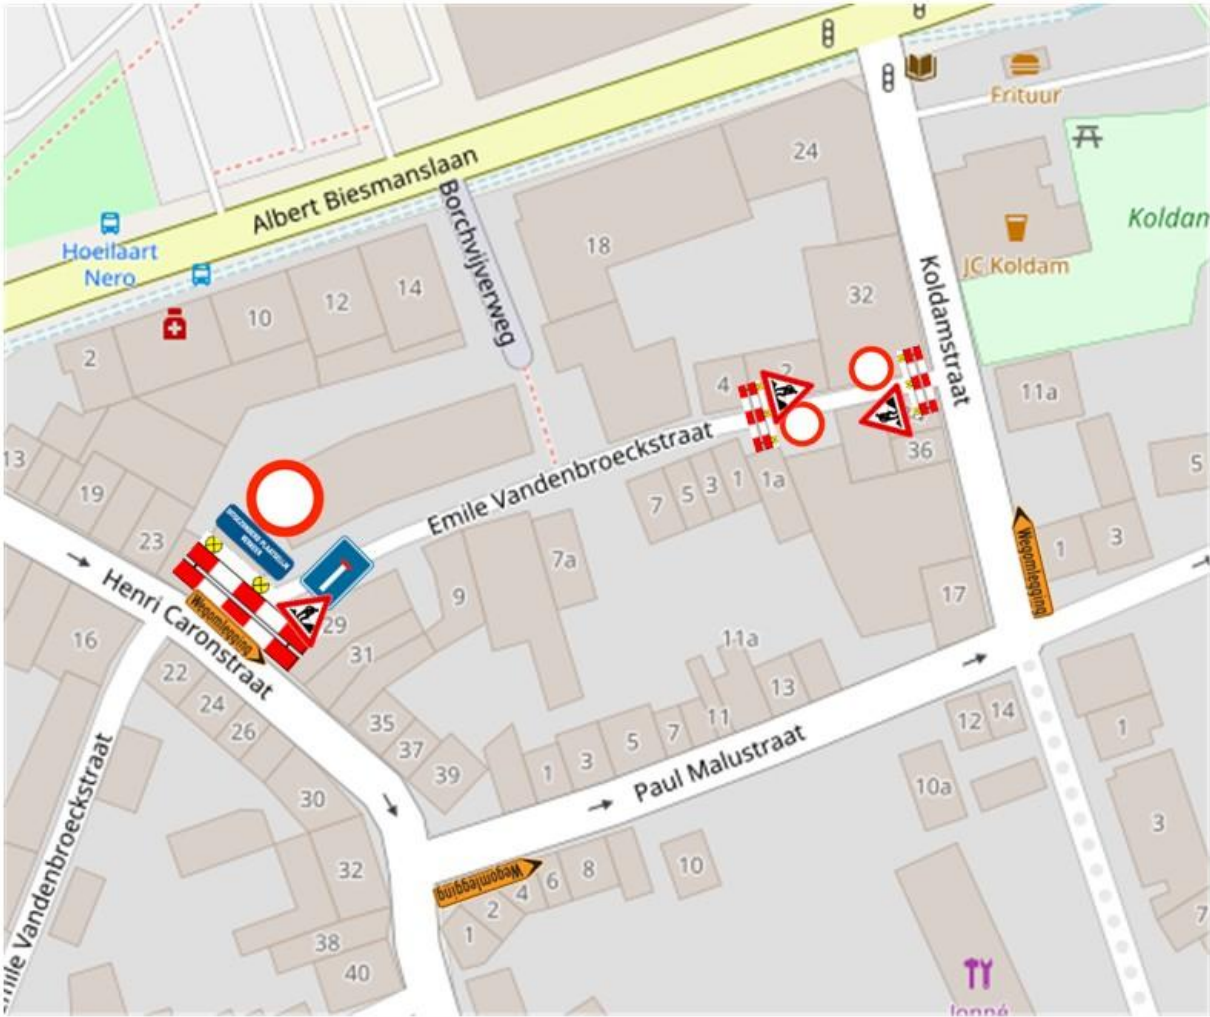 24
Frituur
Albert Biesmanslaan
Borchvijverweg
Koldam
Hoeilaart
Nero
18
JC Koldam
Koldamstraat
14
12
10
32
2
4
2
11a
36
5
13
19
23
Emile Vandenbroeckstraat
7
5
3
1
1a
UITGEZONDERD PLAATSELIJK
VERKEER
Wegomlegging
7a
9
1
3
17
29
31
Henri Caronstraat
Wegomlegging
16
22
24
26
35
37
39
11a
13
11
7
5
3
1
12
14
1
Paul Malustraat
Emile Vandenbroeckstraat
30
10a
3
32
Wegomlegging
4
6
8
10
2
1
38
40
7
Jonné